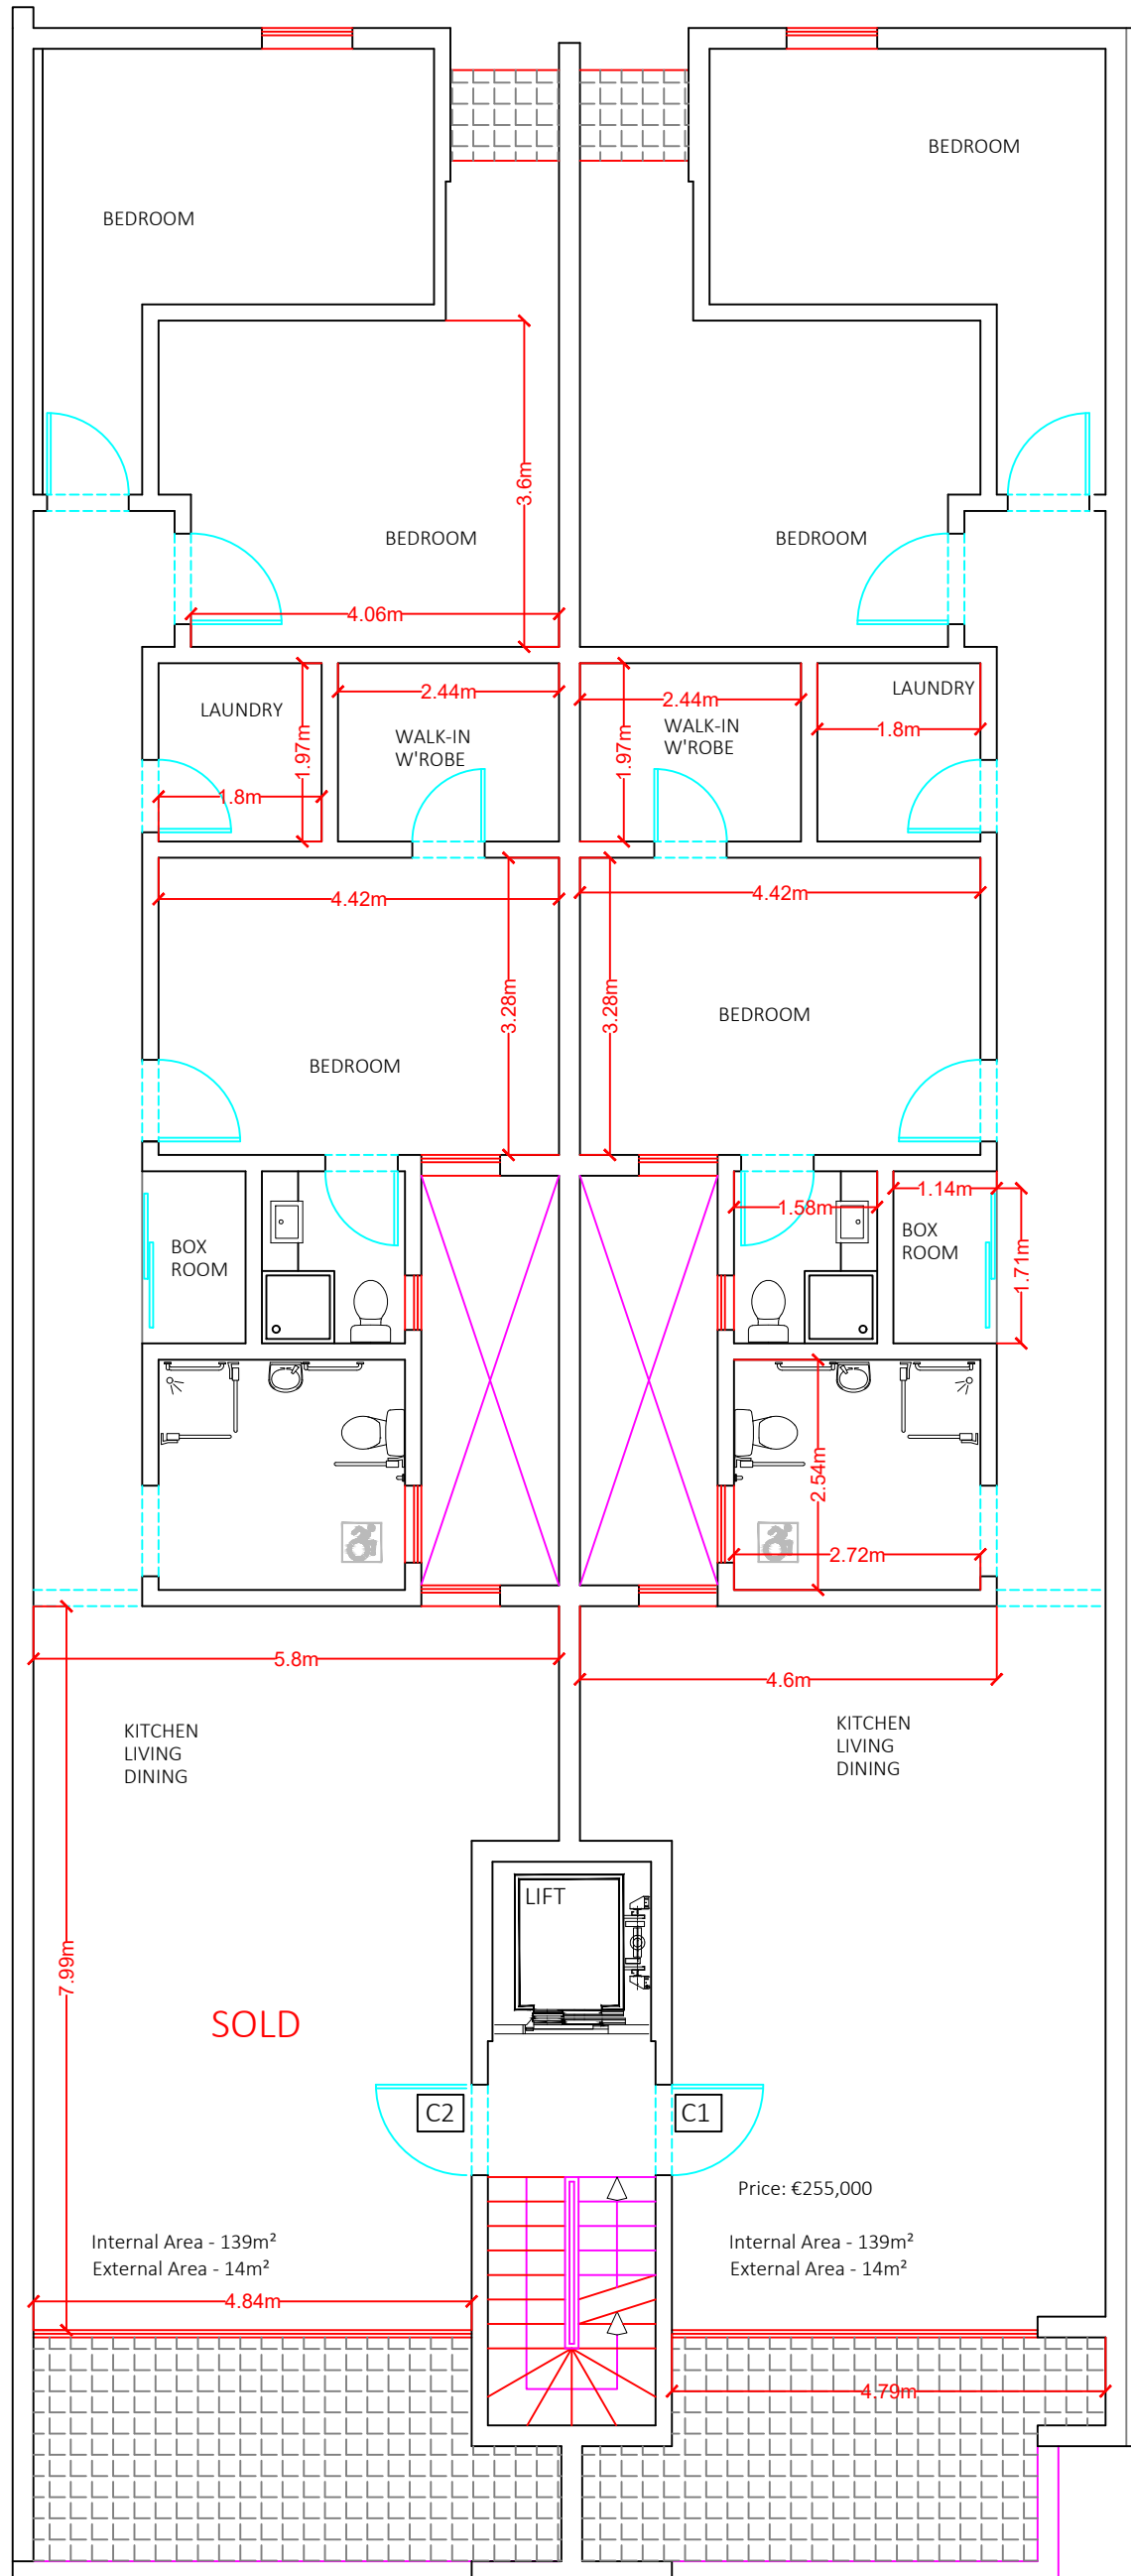 BEDROOM
BEDROOM
3.6m
BEDROOM
BEDROOM
4.06m
LAUNDRY
2.44m
WALK-IN
W'ROBE
1.97m
1.8m
2.44m
WALK-IN
W'ROBE
1.97m
LAUNDRY
1.8m
4.42m
4.42m
3.28m
3.28m
BEDROOM
BEDROOM
BOX
ROOM
1.58m
1.14m
BOX
ROOM
1.71m
2.54m
2.72m
5.8m
4.6m
KITCHEN
LIVING
DINING
KITCHEN
LIVING
DINING
LIFT
7.99m
SOLD
C2
C1
Price: €255,000
Internal Area - 139m²
External Area - 14m²
Internal Area - 139m²
External Area - 14m²
4.84m
4.79m